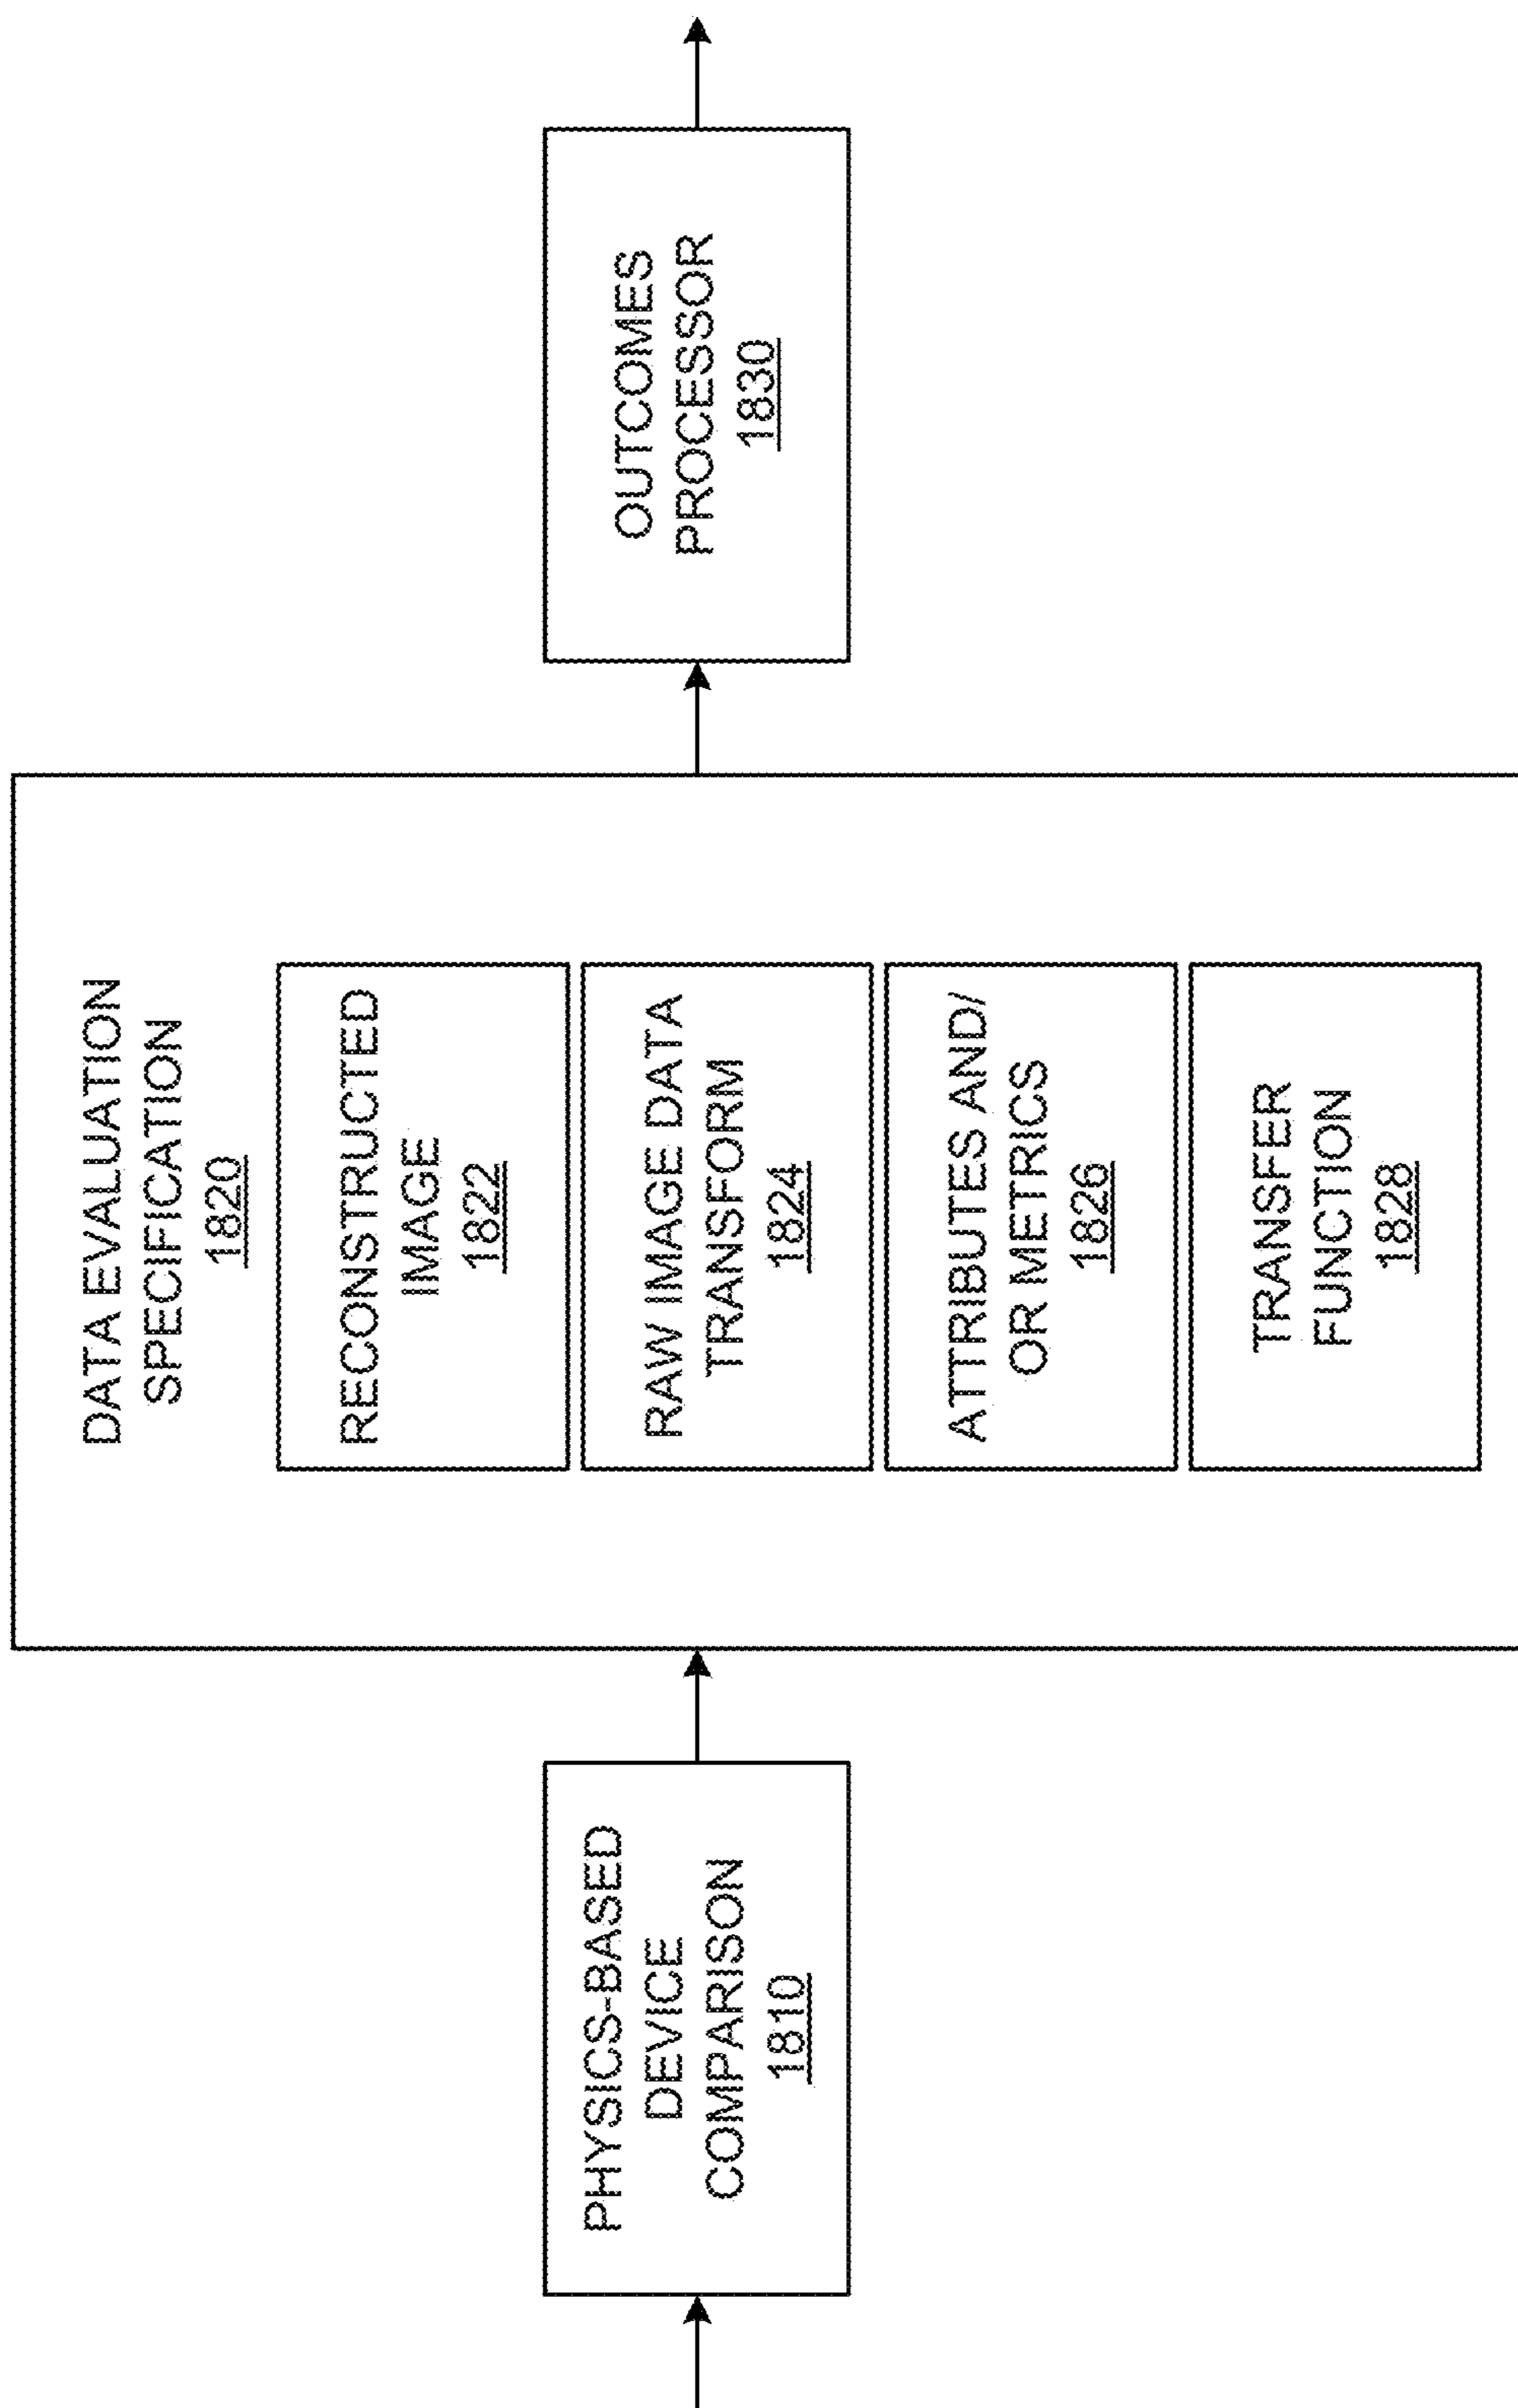 PHYSICS-BASED
DEVICE
COMPARISON
1810
DATA EVALUATION
SPECIFICATION
1820
RECONSTRUCTED
IMAGE
1822
RAW IMAGE DATA
TRANSFORM
1824
ATTRIBUTES AND/
OR METRICS
1826
TRANSFER
FUNCTION
1828
OUTCOMES
PROCESSOR
1830